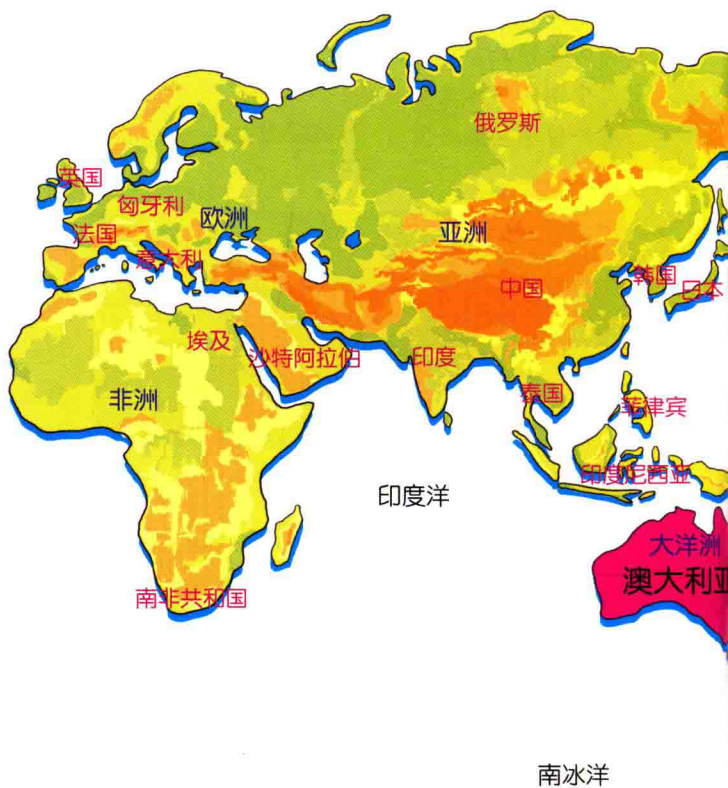 俄罗斯
英国
匈牙利
欧洲
亚洲
法国
意大利
中国
韩国
日本
埃及
沙特阿拉伯
印度
非洲
泰国
菲律宾
印度尼西亚
印度洋
大洋洲
澳大利亚
南非共和国
南冰洋